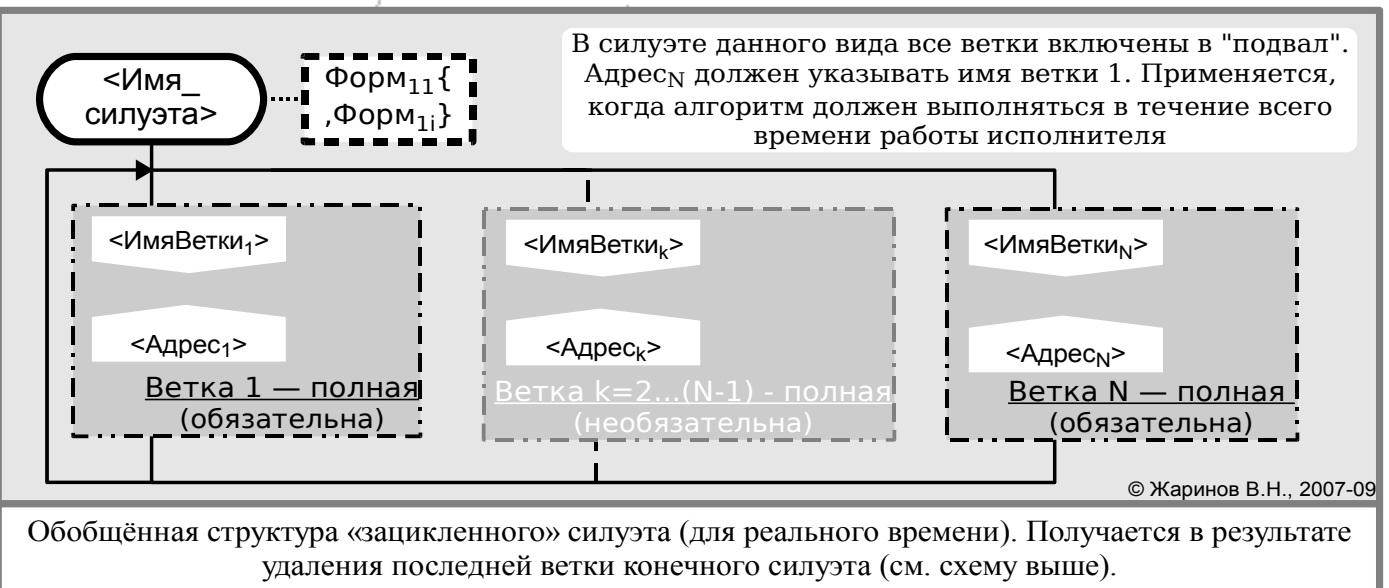 <Имя_
силуэта>
Форм₁₁{
,Форм₁ᵢ}
В силуэте данного вида все ветки включены в "подвал".
Адрес_N должен указывать имя ветки 1. Применяется,
когда алгоритм должен выполняться в течение всего
времени работы исполнителя
<ИмяВетки₁>
<Адрес₁>
Ветка 1 — полная
(обязательна)
<ИмяВеткиₖ>
<Адресₖ>
Ветка k=2...(N-1) - полная
(необязательна)
<ИмяВетки_N>
<Адрес_N>
Ветка N — полная
(обязательна)
© Жаринов В.Н., 2007-09
Обобщённая структура «зацикленного» силуэта (для реального времени). Получается в результате
удаления последней ветки конечного силуэта (см. схему выше).